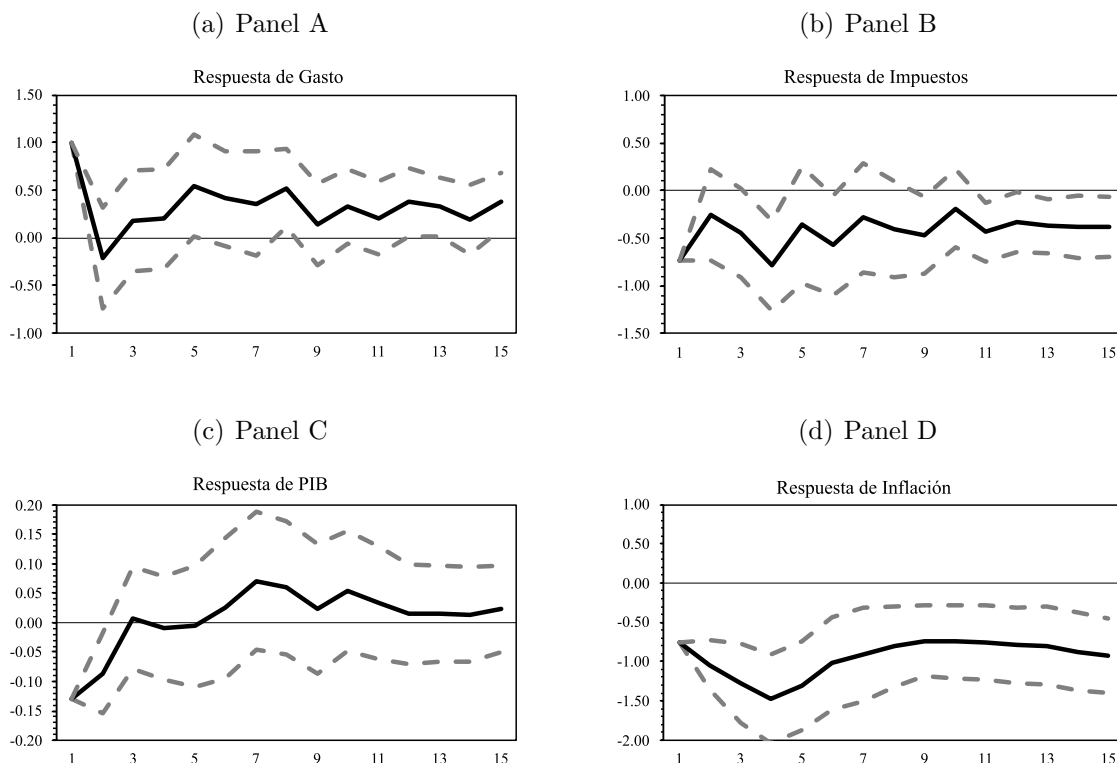 (a) Panel A
Respuesta de Gasto
1.50
1.00
0.50
0.00
-0.50
-1.00
1 3 5 7 9 11 13 15
(b) Panel B
Respuesta de Impuestos
1.00
0.50
0.00
-0.50
-1.00
-1.50
1 3 5 7 9 11 13 15
(c) Panel C
Respuesta de PIB
0.20
0.15
0.10
0.05
0.00
-0.05
-0.10
-0.15
-0.20
1 3 5 7 9 11 13 15
(d) Panel D
Respuesta de Inflación
1.00
0.50
0.00
-0.50
-1.00
-1.50
-2.00
1 3 5 7 9 11 13 15